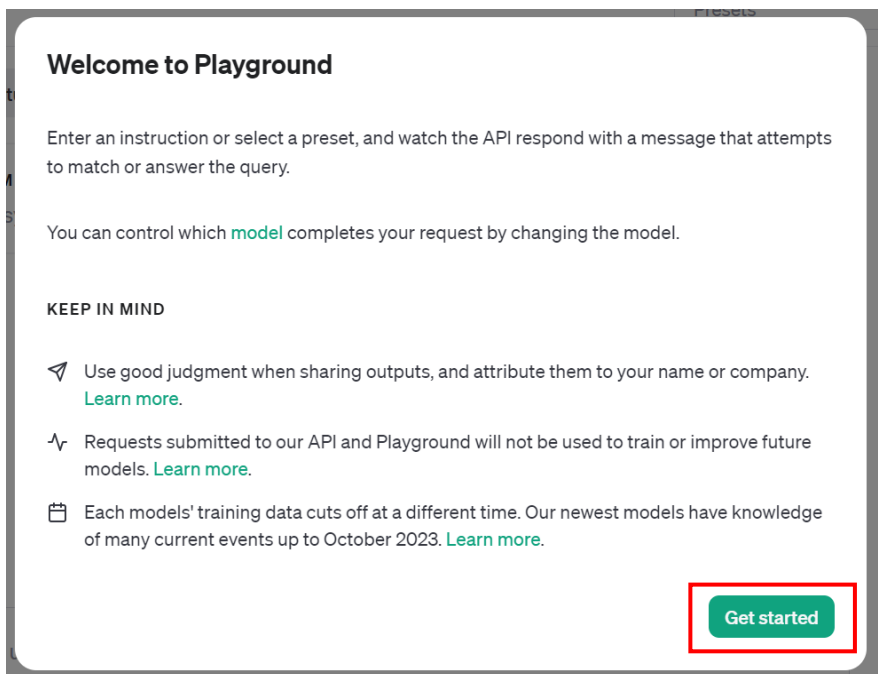 Presets
Welcome to Playground
Enter an instruction or select a preset, and watch the API respond with a message that attempts
to match or answer the query.
You can control which model completes your request by changing the model.
KEEP IN MIND
Use good judgment when sharing outputs, and attribute them to your name or company.
Learn more.
Requests submitted to our API and Playground will not be used to train or improve future
models. Learn more.
Each models' training data cuts off at a different time. Our newest models have knowledge
of many current events up to October 2023. Learn more.
Get started